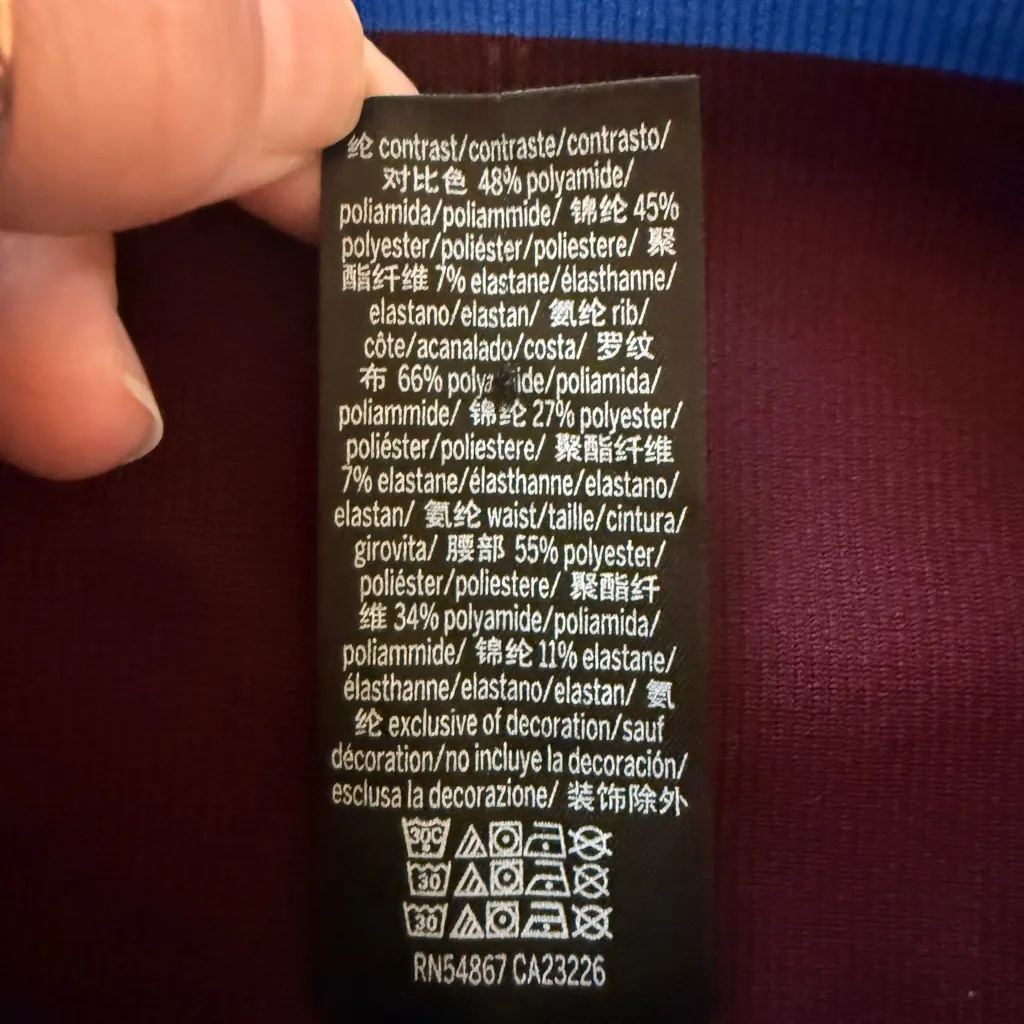 纶 contrast/contraste/contrasto/
对比色 48% polyamide/
poliamida/poliammide/ 锦纶 45%
polyester/poliéster/poliestere/ 聚
酯纤维 7% elastane/élasthanne/
elastano/elastan/ 氨纶 rib/
côte/acanalado/costa/ 罗纹
布 66% polyamide/poliamida/
poliammide/ 锦纶 27% polyester/
poliéster/poliestere/ 聚酯纤维
7% elastane/élasthanne/elastano/
elastan/ 氨纶 waist/taille/cintura/
girovita/ 腰部 55% polyester/
poliéster/poliestere/ 聚酯纤
维 34% polyamide/poliamida/
poliammide/ 锦纶 11% elastane/
élasthanne/elastano/elastan/ 氨
纶 exclusive of decoration/sauf
décoration/no incluye la decoración/
esclusa la decorazione/ 装饰除外
30C
30
30
RN54867 CA23226